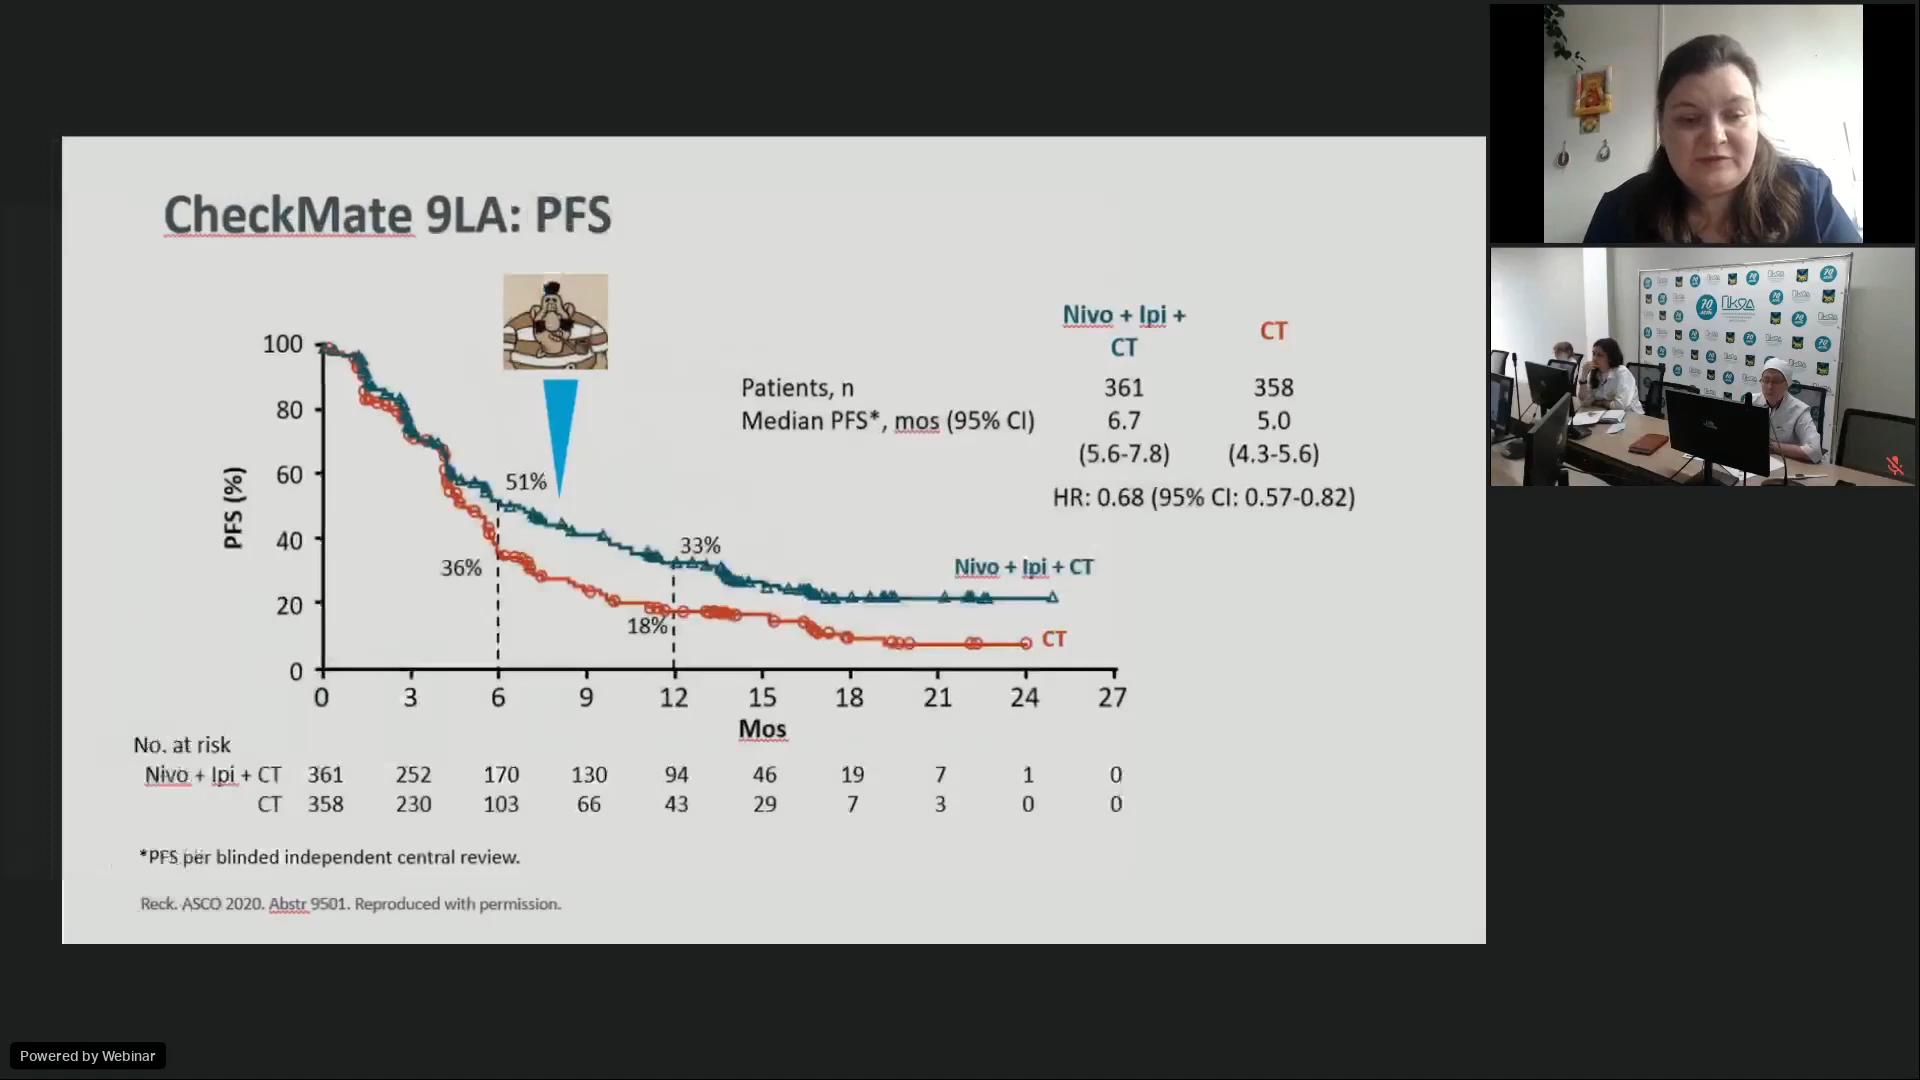 CheckMate 9LA: PFS
Nivo + Ipi +
CT
CT
Patients, n 361 358
Median PFS*, mos (95% CI) 6.7 5.0
(5.6-7.8) (4.3-5.6)
HR: 0.68 (95% CI: 0.57-0.82)
PFS (%)
100
80
60
40
20
0
51%
36%
33%
18%
Nivo + Ipi + CT
CT
0 3 6 9 12 15 18 21 24 27
Mos
No. at risk
Nivo + Ipi + CT 361 252 170 130 94 46 19 7 1 0
CT 358 230 103 66 43 29 7 3 0 0
*PFS per blinded independent central review.
Reck. ASCO 2020. Abstr 9501. Reproduced with permission.
70
Powered by Webinar